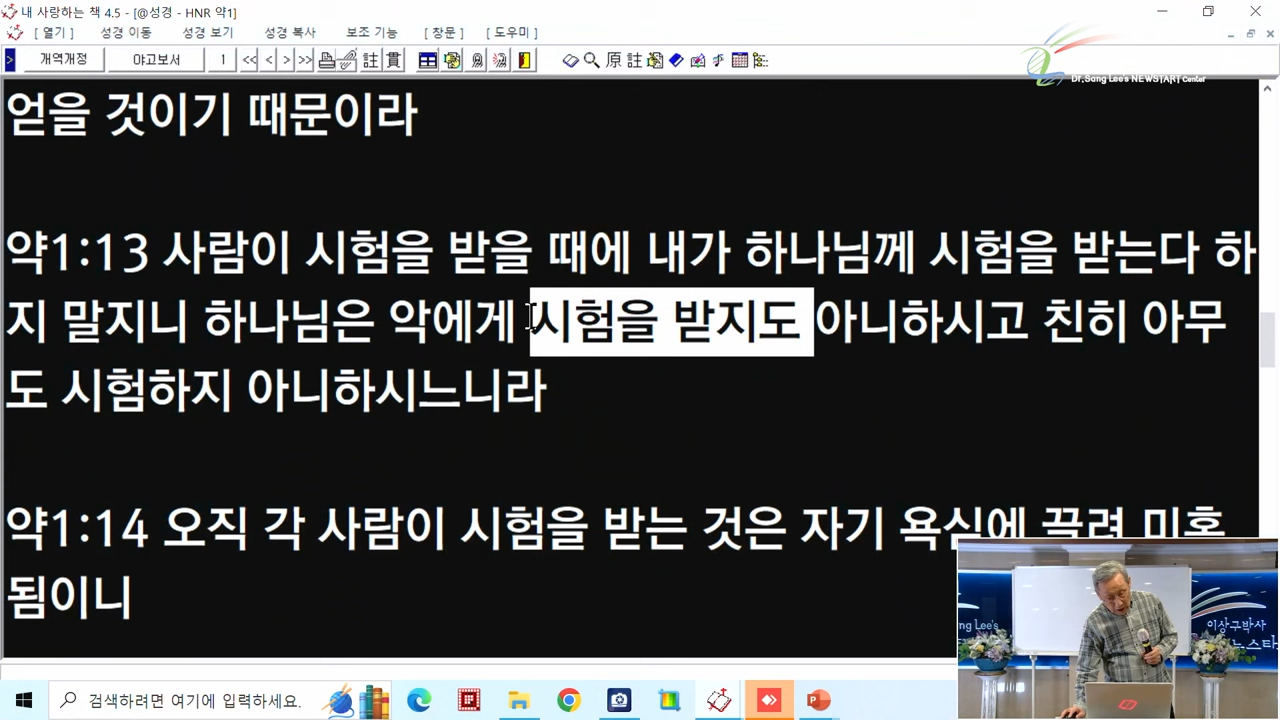 내 사랑하는 책 4.5 - [@성경 - HNR 약1]
[ 열기 ] 성경 이동 성경 보기 성경 복사 보조 기능 [ 창문 ] [ 도우미 ]
개역개정 야고보서 1 << < > >> 註 貫 原 註
Dr.Sang Lee's NEWSTART Center
얻을 것이기 때문이라
약1:13 사람이 시험을 받을 때에 내가 하나님께 시험을 받는다 하
지 말지니 하나님은 악에게 시험을 받지도 아니하시고 친히 아무
도 시험하지 아니하시느니라
약1:14 오직 각 사람이 시험을 받는 것은 자기 욕심에 끌려 미혹
됨이니
ang Lee's
이상구박사
스타
검색하려면 여기에 입력하세요.